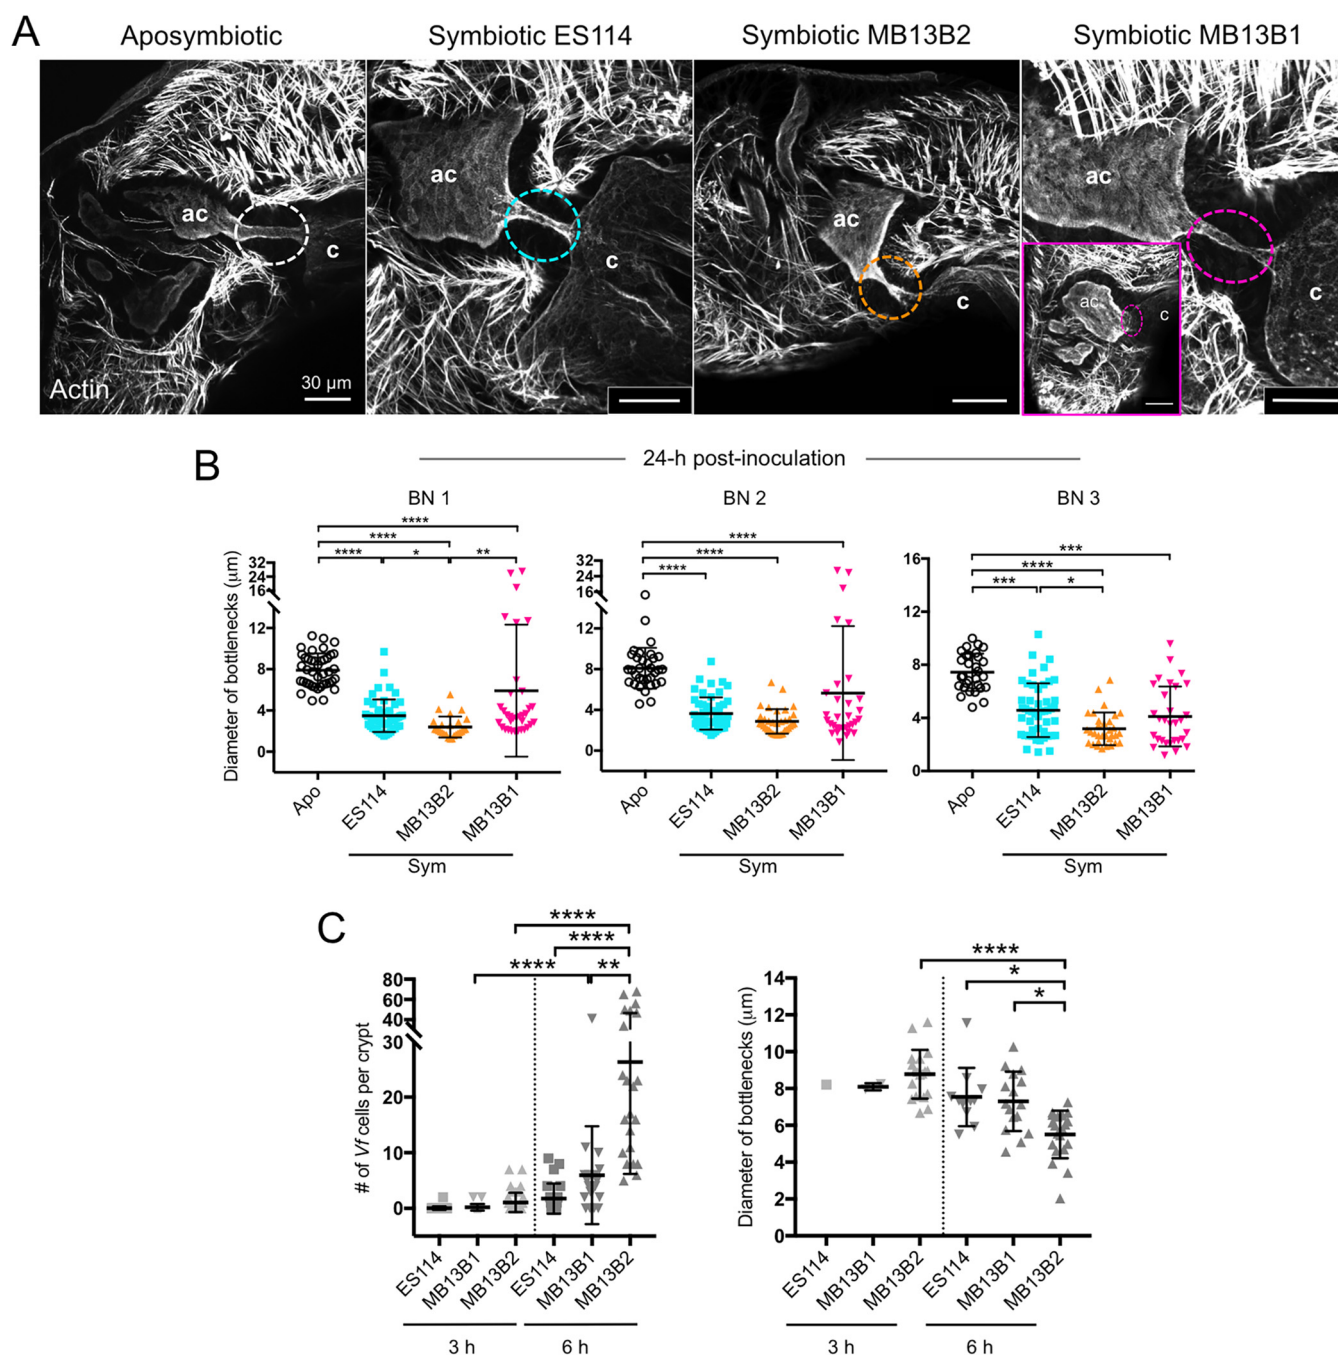 A
Aposymbiotic
Symbiotic ES114
Symbiotic MB13B2
Symbiotic MB13B1
ac
c
Actin
30 µm
ac
c
ac
c
ac
c
ac
c
B
24-h post-inoculation
BN 1
BN 2
BN 3
Diameter of bottlenecks (µm)
****
****
****
*
**
32
24
16
12
8
4
0
Apo
ES114
MB13B2
MB13B1
Sym
****
****
****
32
24
16
12
8
4
0
Apo
ES114
MB13B2
MB13B1
Sym
***
****
***
*
16
12
8
4
0
Apo
ES114
MB13B2
MB13B1
Sym
C
# of Vf cells per crypt
****
****
****
**
80
60
40
30
20
10
0
ES114
MB13B1
MB13B2
ES114
MB13B1
MB13B2
3 h
6 h
Diameter of bottlenecks (µm)
****
*
*
14
12
10
8
6
4
2
0
ES114
MB13B1
MB13B2
ES114
MB13B1
MB13B2
3 h
6 h